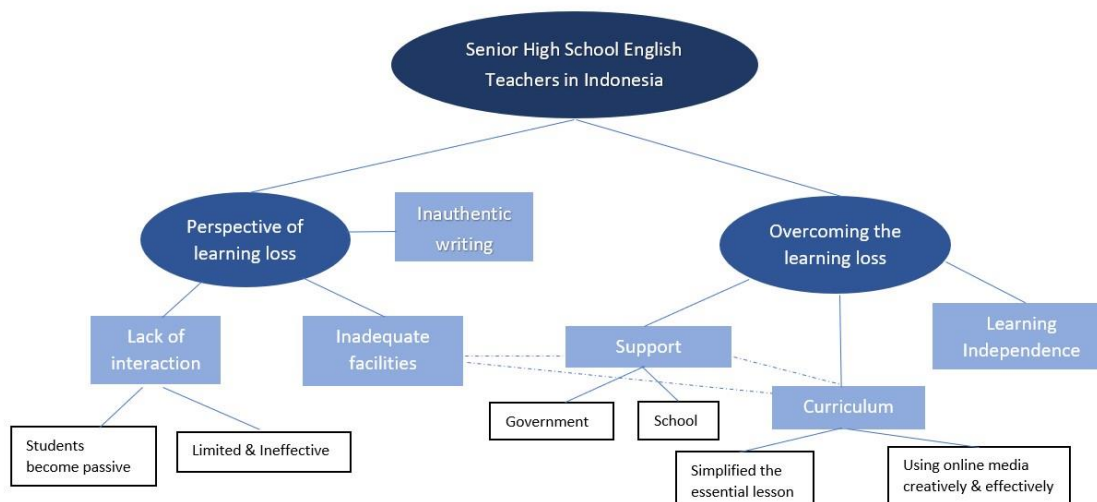 Senior High School English
Teachers in Indonesia
Perspective of
learning loss
Inauthentic
writing
Overcoming the
learning loss
Lack of
interaction
Inadequate
facilities
Support
Learning
Independence
Curriculum
Students
become passive
Limited & Ineffective
Government
School
Simplified the
essential lesson
Using online media
creatively & effectively